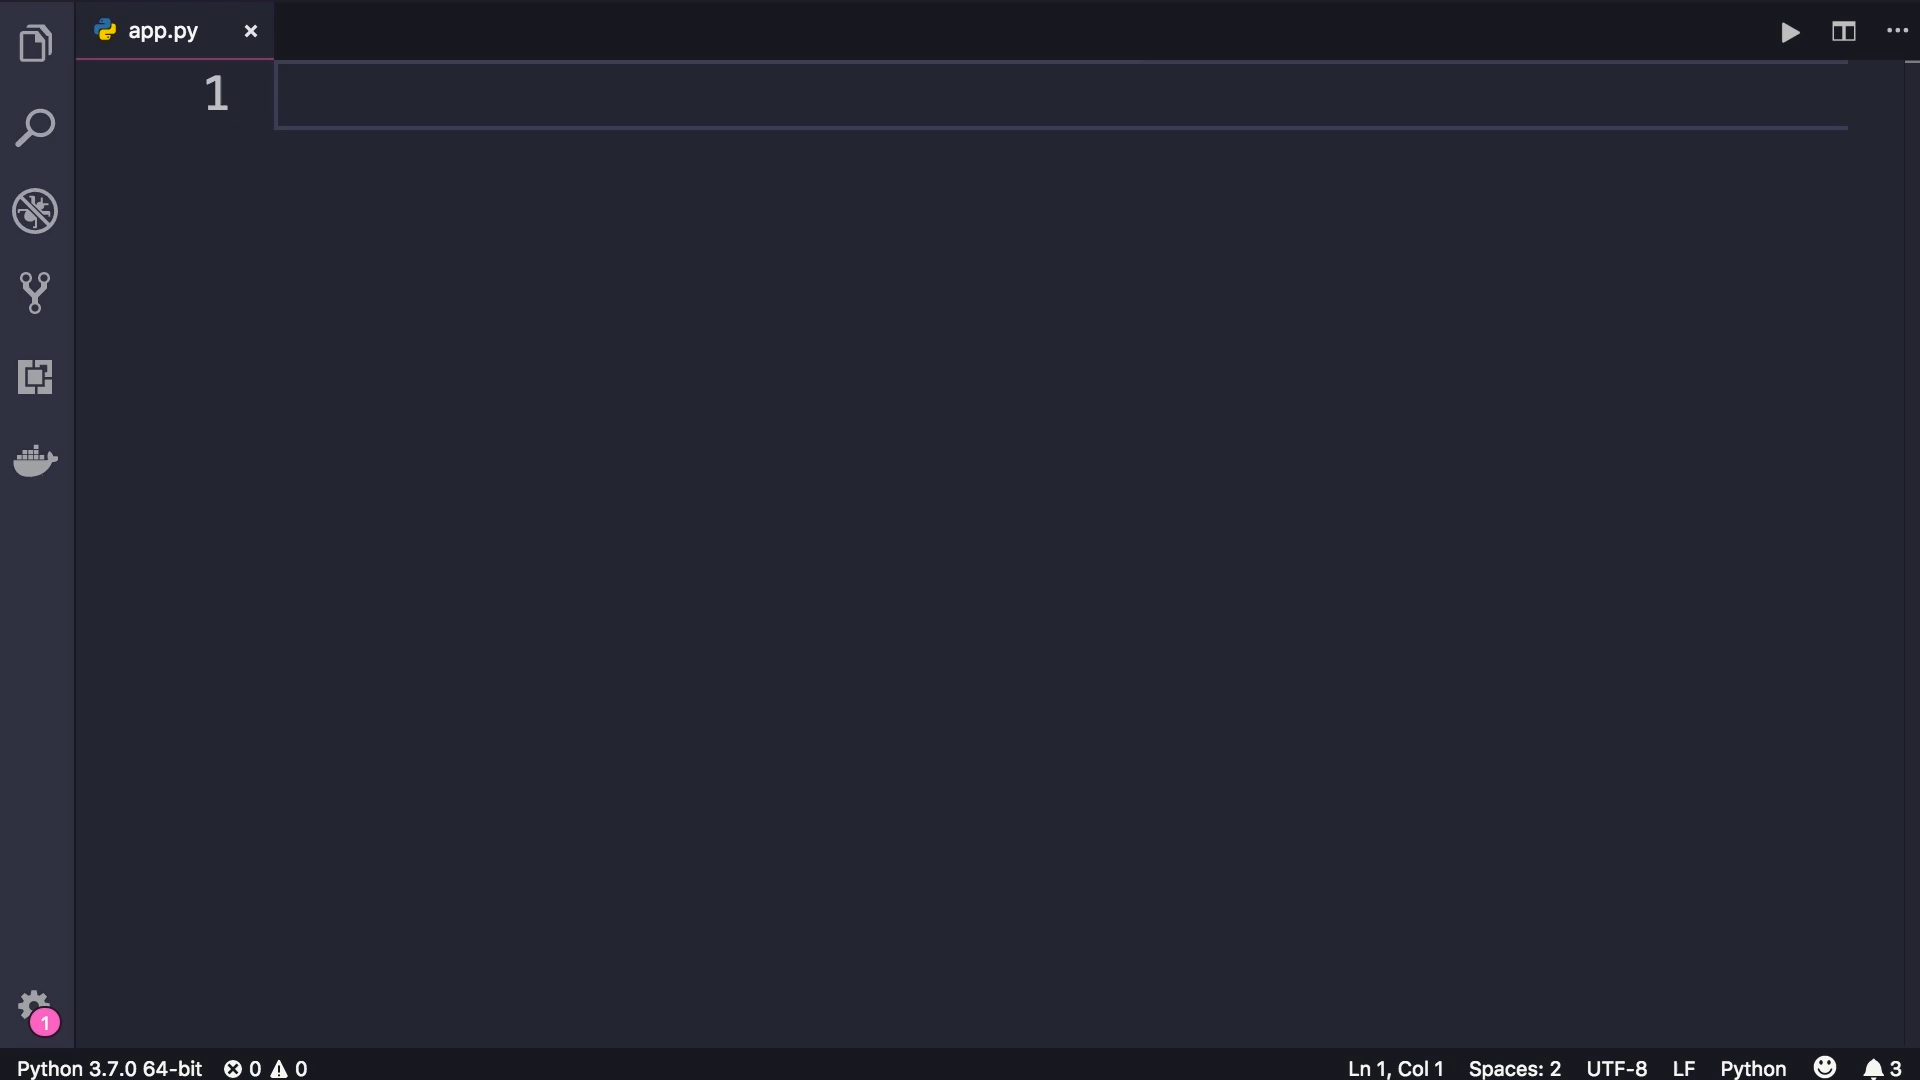 app.py
1
1
Python 3.7.0 64-bit 0 0 Ln 1, Col 1 Spaces: 2 UTF-8 LF Python 3